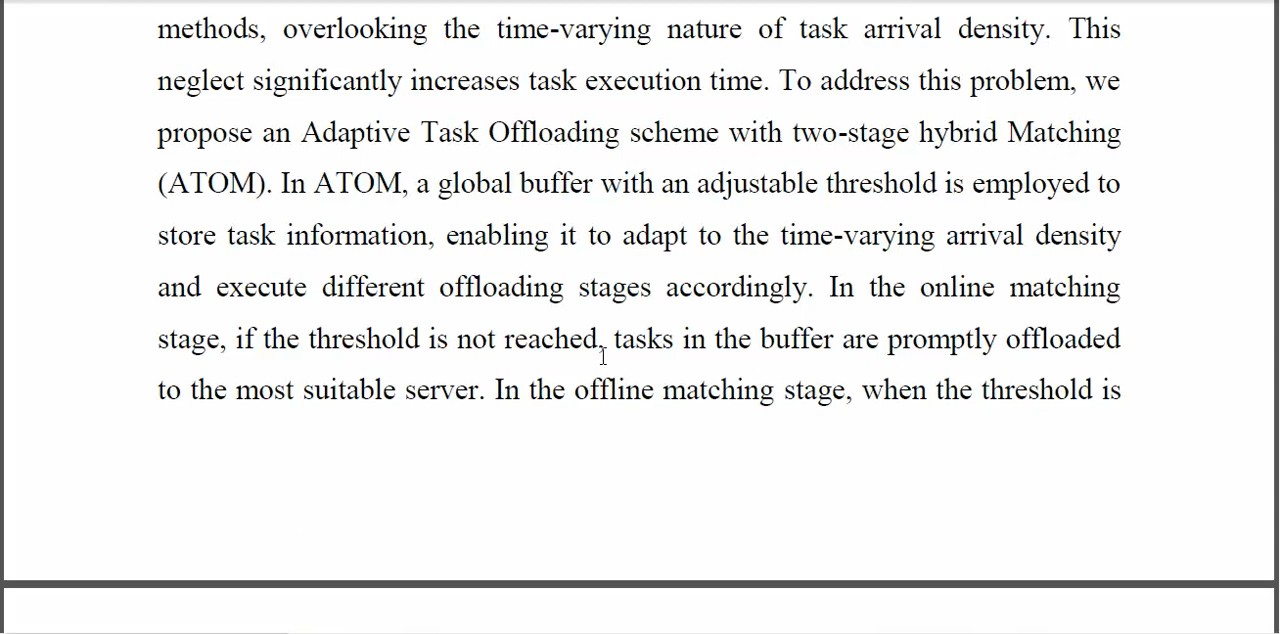 methods, overlooking the time-varying nature of task arrival density. This
neglect significantly increases task execution time. To address this problem, we
propose an Adaptive Task Offloading scheme with two-stage hybrid Matching
(ATOM). In ATOM, a global buffer with an adjustable threshold is employed to
store task information, enabling it to adapt to the time-varying arrival density
and execute different offloading stages accordingly. In the online matching
stage, if the threshold is not reached, tasks in the buffer are promptly offloaded
to the most suitable server. In the offline matching stage, when the threshold is